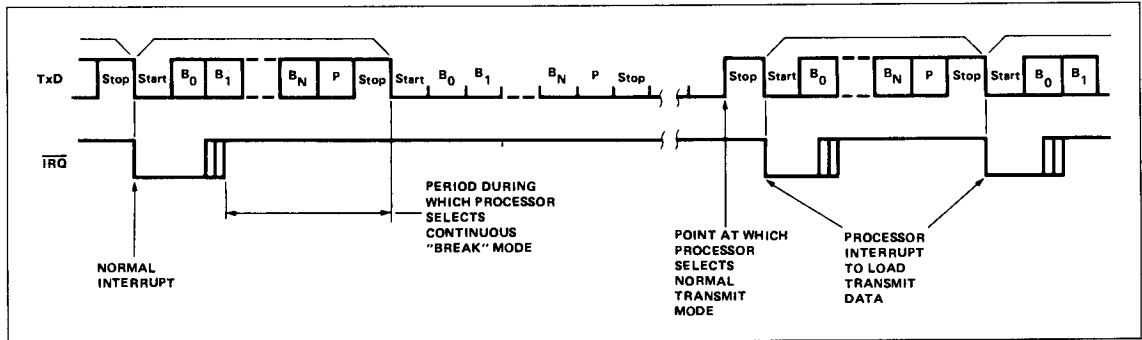 TxD Stop Start B0 B1 BN P Stop Start B0 B1 BN P Stop Stop Start B0 BN P Stop Start B0 B1
IRQ
NORMAL
INTERRUPT
PERIOD DURING
WHICH PROCESSOR
SELECTS
CONTINUOUS
"BREAK" MODE
POINT AT WHICH
PROCESSOR
SELECTS
NORMAL
TRANSMIT
MODE
PROCESSOR
INTERRUPT
TO LOAD
TRANSMIT
DATA